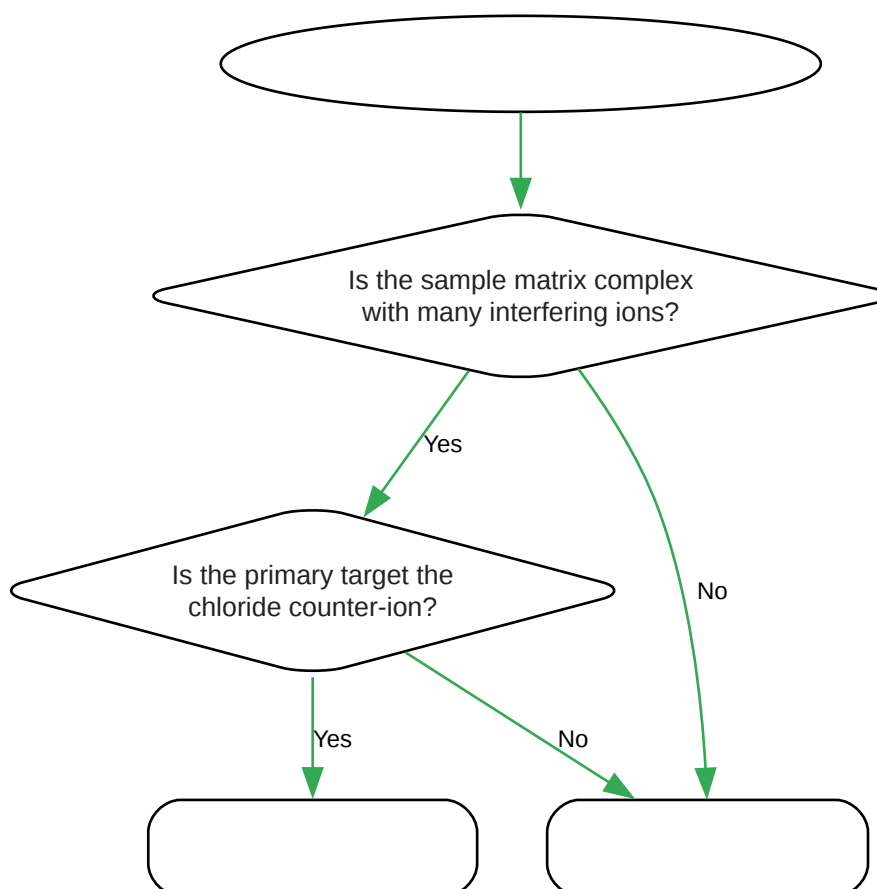 Is the sample matrix complex
with many interfering ions?
Yes
Is the primary target the
chloride counter-ion?
No
Yes
No